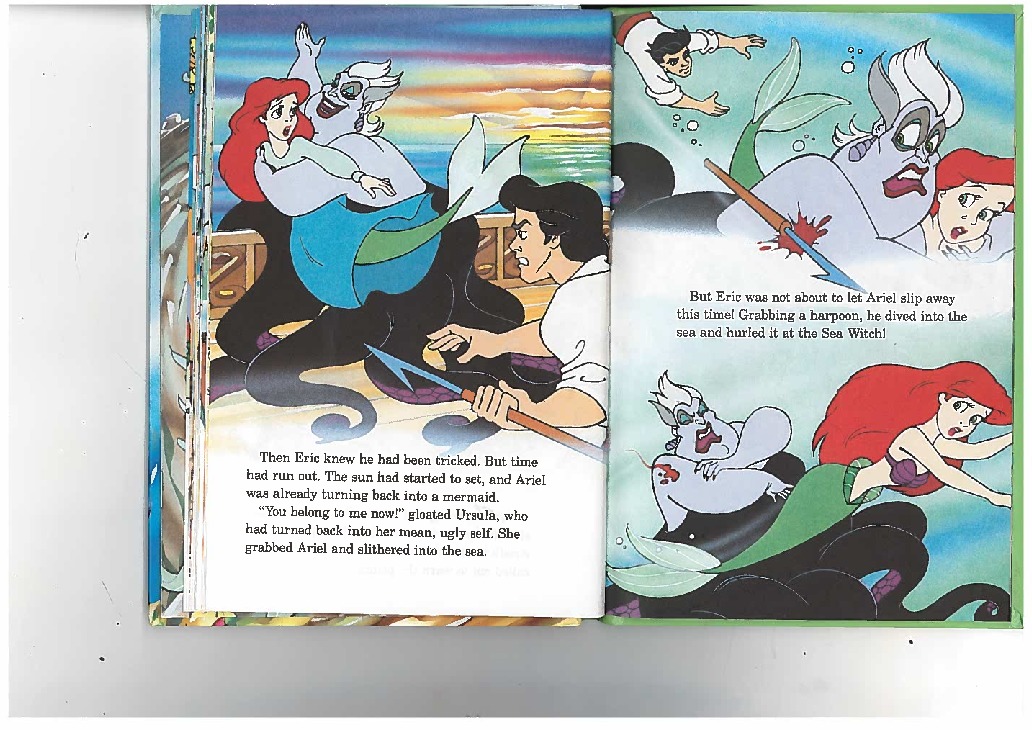 Then Eric knew he had been tricked. But time
had run out. The sun had started to set, and Ariel
was already turning back into a mermaid.
"You belong to me now!" gloated Ursula, who
had turned back into her mean, ugly self. She
grabbed Ariel and slithered into the sea.
But Eric was not about to let Ariel slip away
this time! Grabbing a harpoon, he dived into the
sea and hurled it at the Sea Witch!